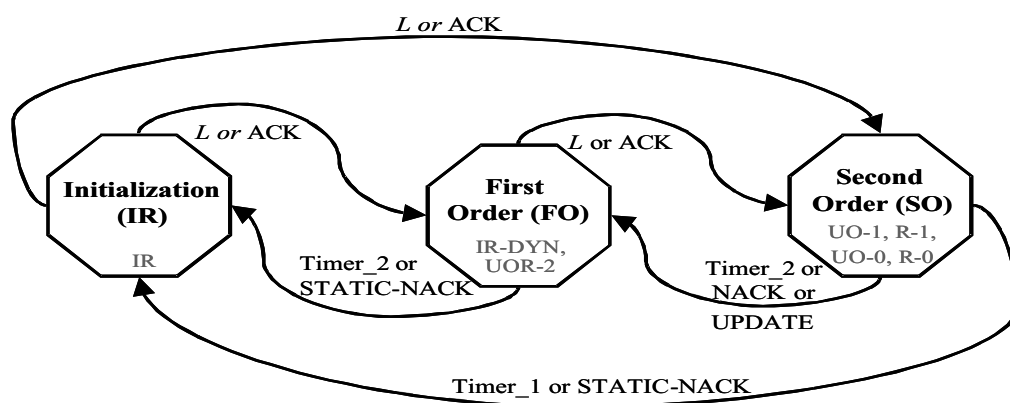 L or ACK
L or ACK
L or ACK
Initialization
(IR)
IR
First
Order (FO)
IR-DYN,
UOR-2
Second
Order (SO)
UO-1, R-1,
UO-0, R-0
Timer_2 or
STATIC-NACK
Timer_2 or
NACK or
UPDATE
Timer_1 or STATIC-NACK